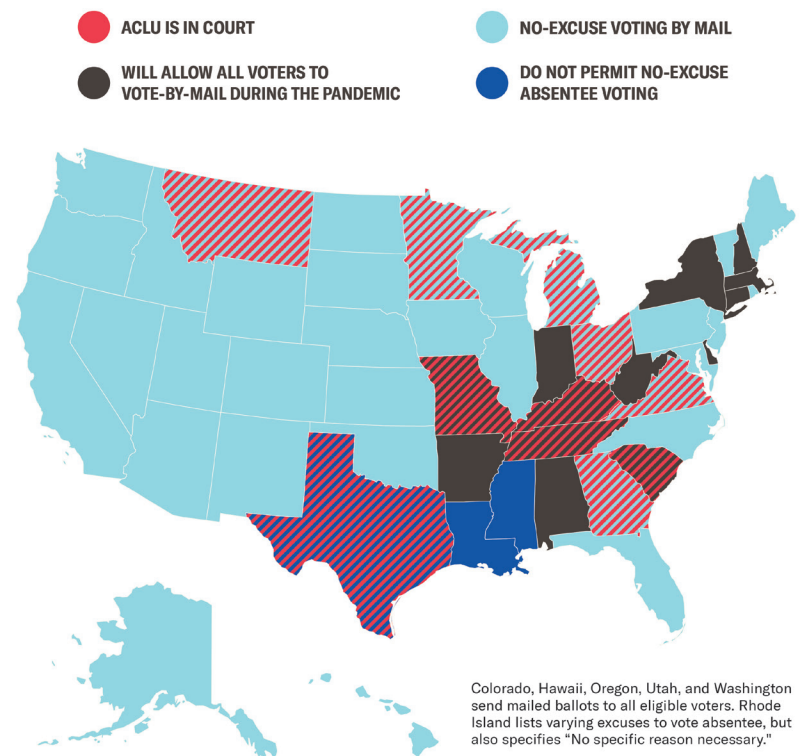 ACLU IS IN COURT
NO-EXCUSE VOTING BY MAIL
WILL ALLOW ALL VOTERS TO
VOTE-BY-MAIL DURING THE PANDEMIC
DO NOT PERMIT NO-EXCUSE
ABSENTEE VOTING
Colorado, Hawaii, Oregon, Utah, and Washington
send mailed ballots to all eligible voters. Rhode
Island lists varying excuses to vote absentee, but
also specifies “No specific reason necessary."